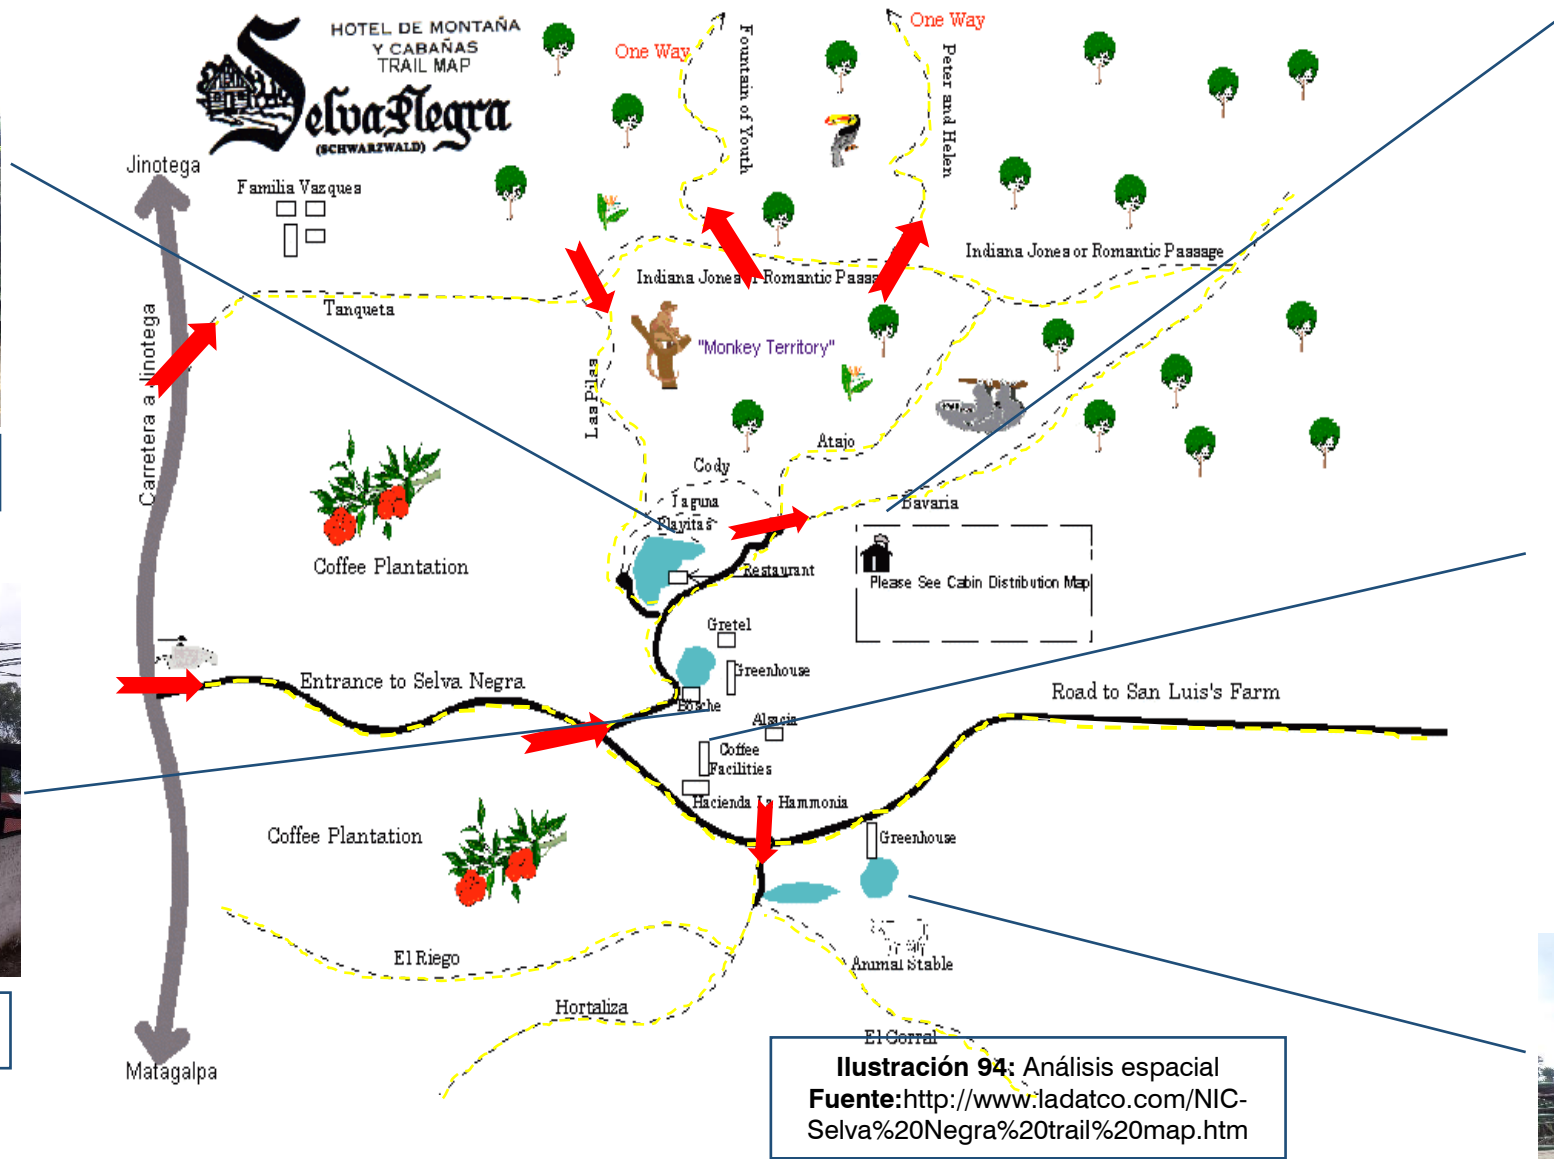 HOTEL DE MONTAÑA
Y CABAÑAS
TRAIL MAP
Selva Negra
(SCHWARZWALD)
One Way
One Way
Fountain of Youth
Peter and Helen
Jinotega
Familia Vazques
Indiana Jones or Romantic Passage
Indiana Jones or Romantic Passa
Tanqueta
Carretera a Jinotega
"Monkey Territory"
Las Pilas
Atajo
Cody
Laguna
Playitas
Bavaria
Coffee Plantation
Restaurant
Please See Cabin Distribution Map
Gretel
Greenhouse
Entrance to Selva Negra
Bosche
Road to San Luis's Farm
Alsacia
Coffee
Facilities
Hacienda La Hammonia
Coffee Plantation
Greenhouse
El Riego
Animal Stable
Hortaliza
El Corral
Matagalpa
Ilustración 94: Análisis espacial
Fuente:http://www.ladatco.com/NIC-
Selva%20Negra%20trail%20map.htm